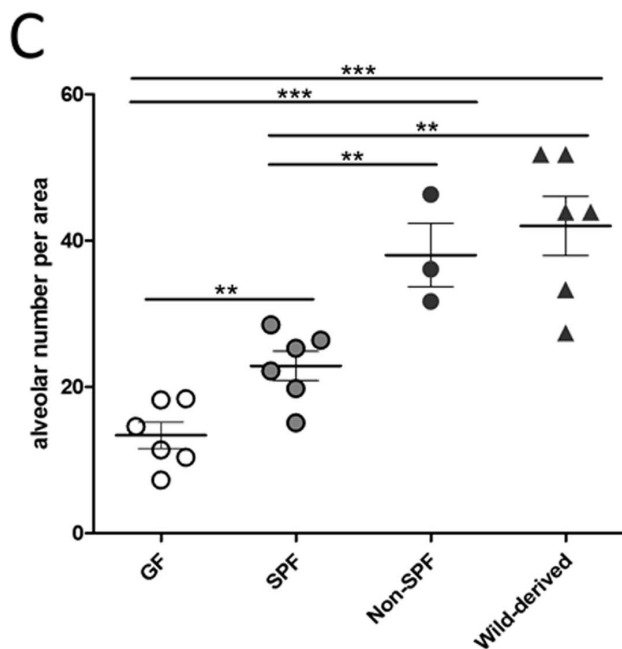 C
***
***
**
**
**
60
40
20
0
alveolar number per area
GF
SPF
Non-SPF
Wild-derived